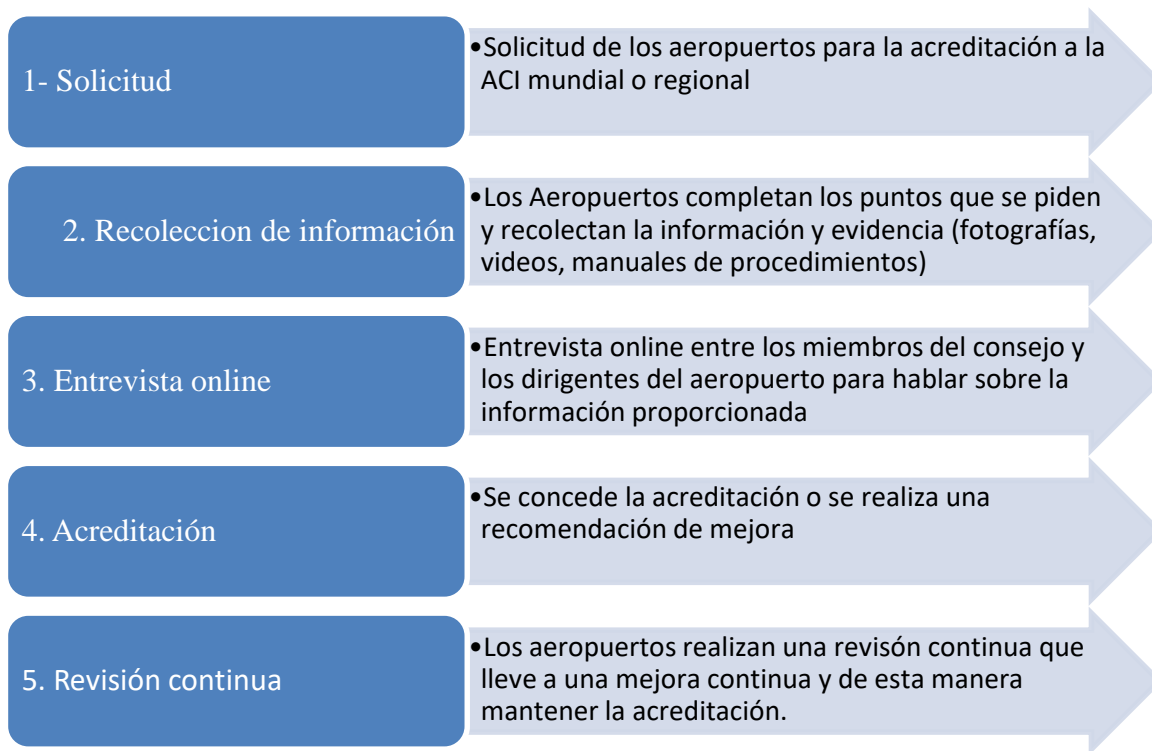 1- Solicitud
•Solicitud de los aeropuertos para la acreditación a la
ACI mundial o regional
2. Recoleccion de información
•Los Aeropuertos completan los puntos que se piden
y recolectan la información y evidencia (fotografías,
videos, manuales de procedimientos)
3. Entrevista online
•Entrevista online entre los miembros del consejo y
los dirigentes del aeropuerto para hablar sobre la
información proporcionada
4. Acreditación
•Se concede la acreditación o se realiza una
recomendación de mejora
5. Revisión continua
•Los aeropuertos realizan una revisón continua que
lleve a una mejora continua y de esta manera
mantener la acreditación.